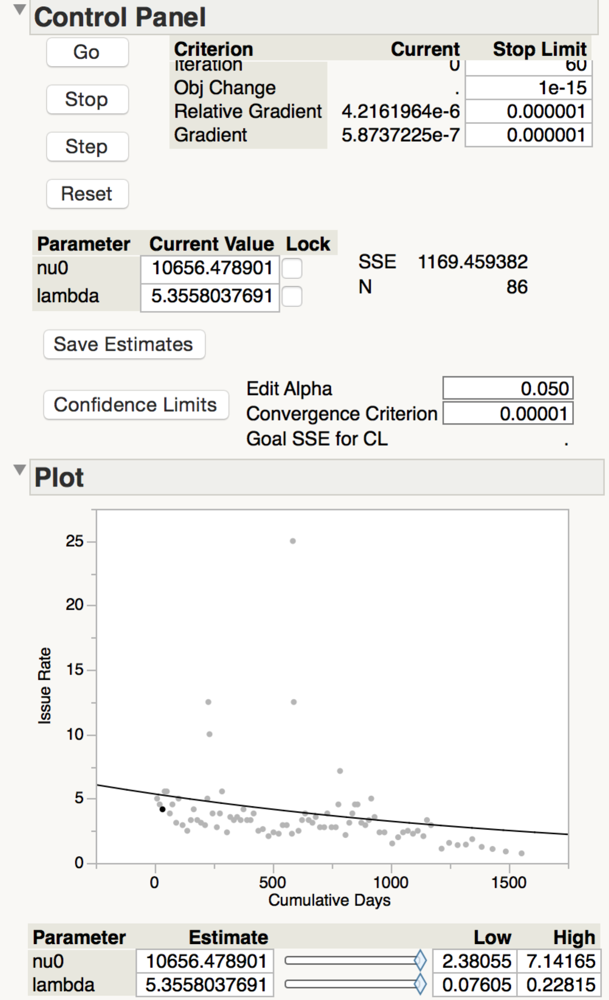 Control Panel
Go
Stop
Step
Reset
Criterion Current Stop Limit
Iteration 0 60
Obj Change . 1e-15
Relative Gradient 4.2161964e-6 0.000001
Gradient 5.8737225e-7 0.000001
Parameter Current Value Lock
nu0 10656.478901
lambda 5.3558037691
SSE 1169.459382
N 86
Save Estimates
Confidence Limits
Edit Alpha 0.050
Convergence Criterion 0.00001
Goal SSE for CL .
Plot
25
20
15
10
5
0
Issue Rate
0 500 1000 1500
Cumulative Days
Parameter Estimate Low High
nu0 10656.478901 2.38055 7.14165
lambda 5.3558037691 0.07605 0.22815